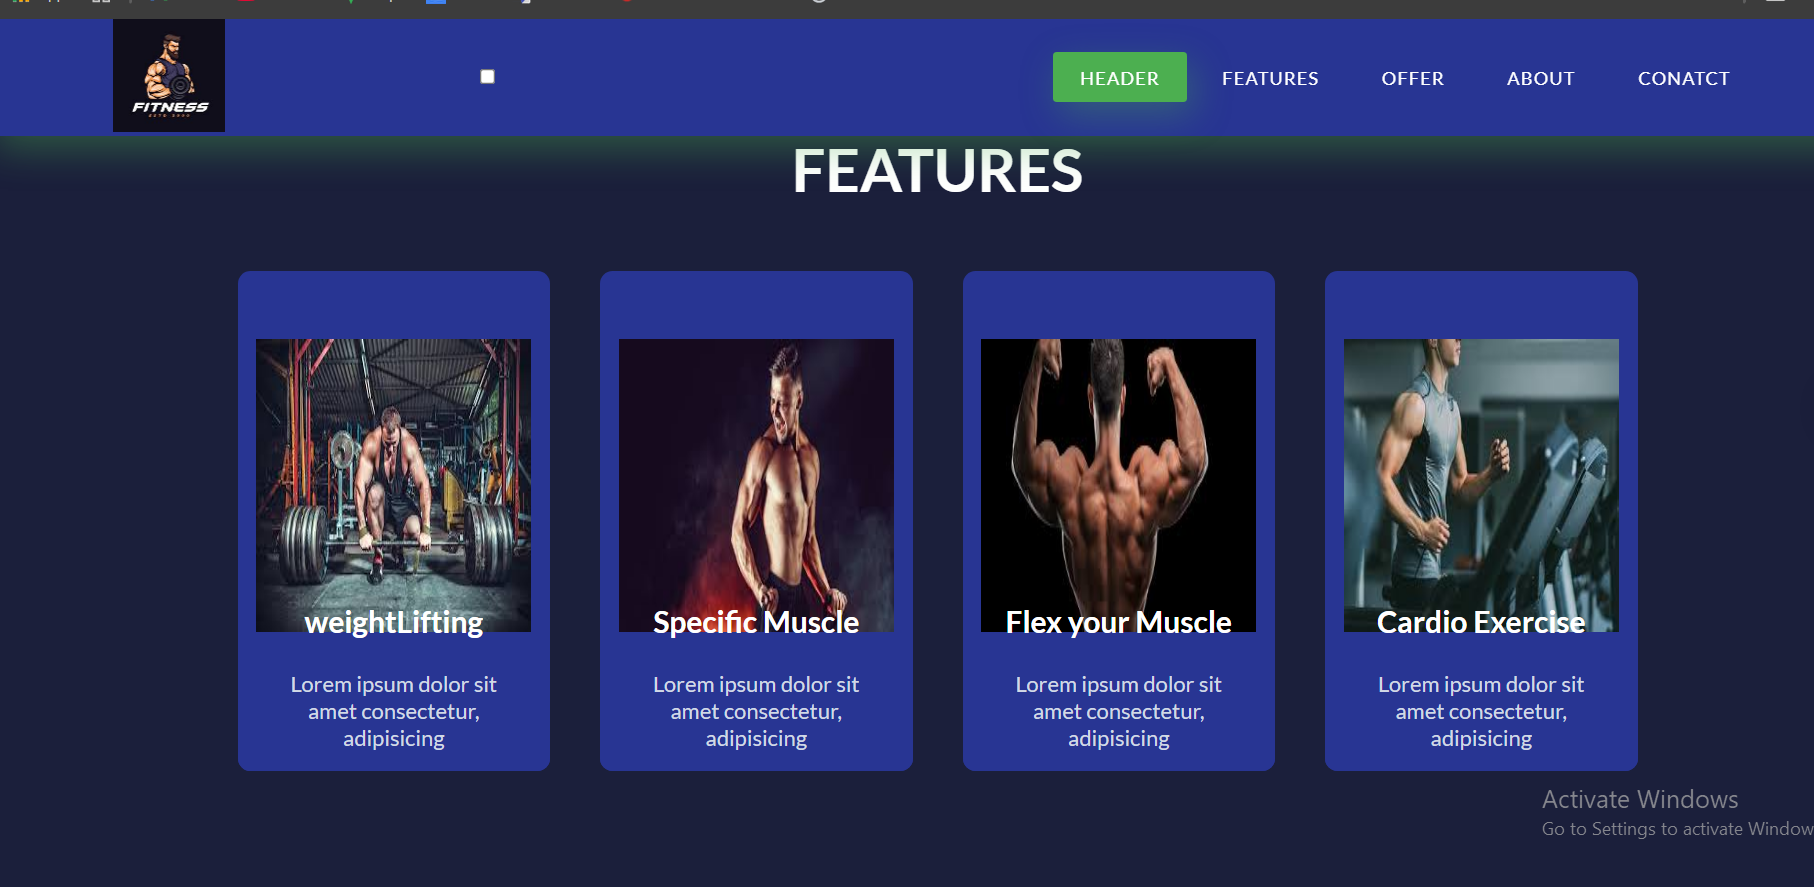 FITNESS
HEADER FEATURES OFFER ABOUT CONATCT
FEATURES
weightLifting
Lorem ipsum dolor sit
amet consectetur,
adipisicing
Specific Muscle
Lorem ipsum dolor sit
amet consectetur,
adipisicing
Flex your Muscle
Lorem ipsum dolor sit
amet consectetur,
adipisicing
Cardio Exercise
Lorem ipsum dolor sit
amet consectetur,
adipisicing
Activate Windows
Go to Settings to activate Window